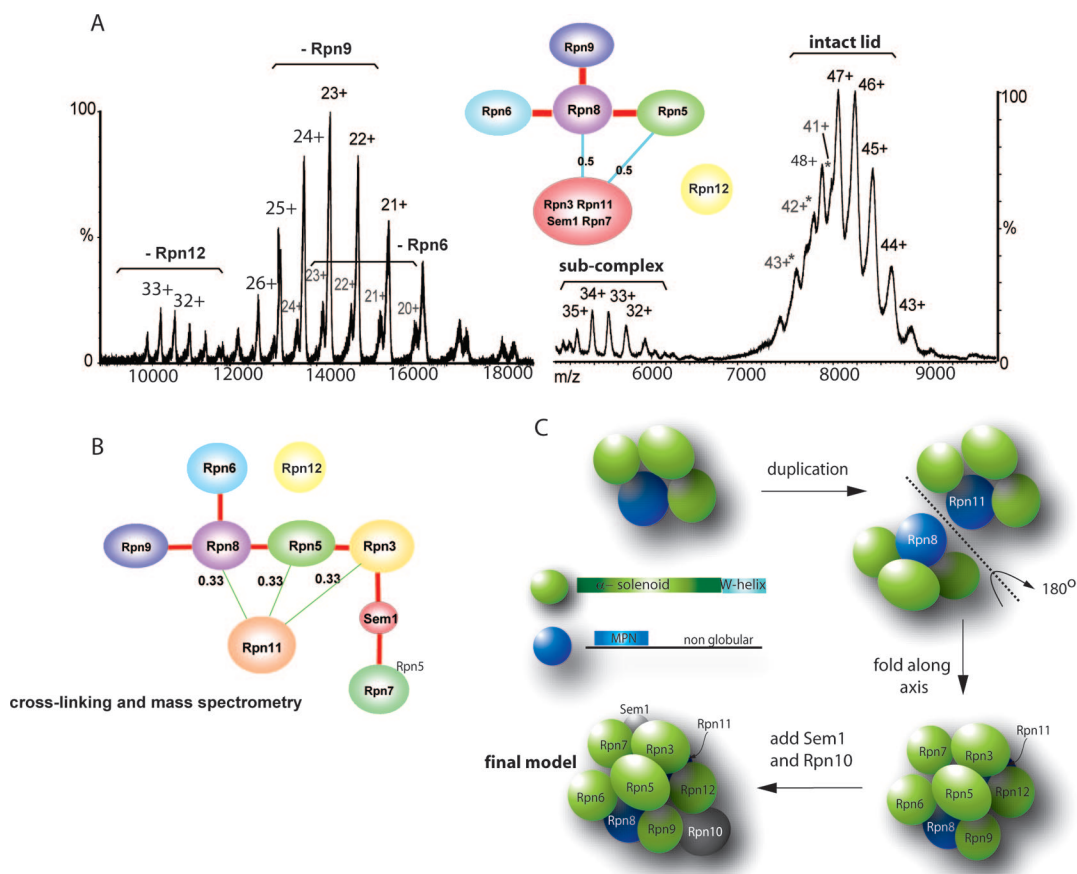 A
- Rpn9
23+
24+
22+
25+
21+
- Rpn6
- Rpn12
33+
32+
26+
24+
23+
22+
21+
20+
100
%
0
10000
12000
14000
16000
18000
Rpn9
Rpn6
Rpn8
Rpn5
0.5
0.5
Rpn3 Rpn11
Sem1 Rpn7
Rpn12
sub-complex
34+
35+
33+
32+
intact lid
47+
46+
41+
*
48+
45+
42+*
43+*
44+
43+
100
%
0
m/z
6000
7000
8000
9000
B
Rpn6
Rpn12
Rpn9
Rpn8
Rpn5
Rpn3
0.33
0.33
0.33
Rpn11
Sem1
Rpn5
Rpn7
cross-linking and mass spectrometry
C
duplication
Rpn11
Rpn8
180o
α- solenoid
W-helix
MPN
non globular
fold along
axis
Rpn11
Rpn7
Rpn3
Rpn12
Rpn5
Rpn6
Rpn8
Rpn9
add Sem1
and Rpn10
final model
Sem1
Rpn11
Rpn7
Rpn3
Rpn12
Rpn5
Rpn6
Rpn8
Rpn9
Rpn10